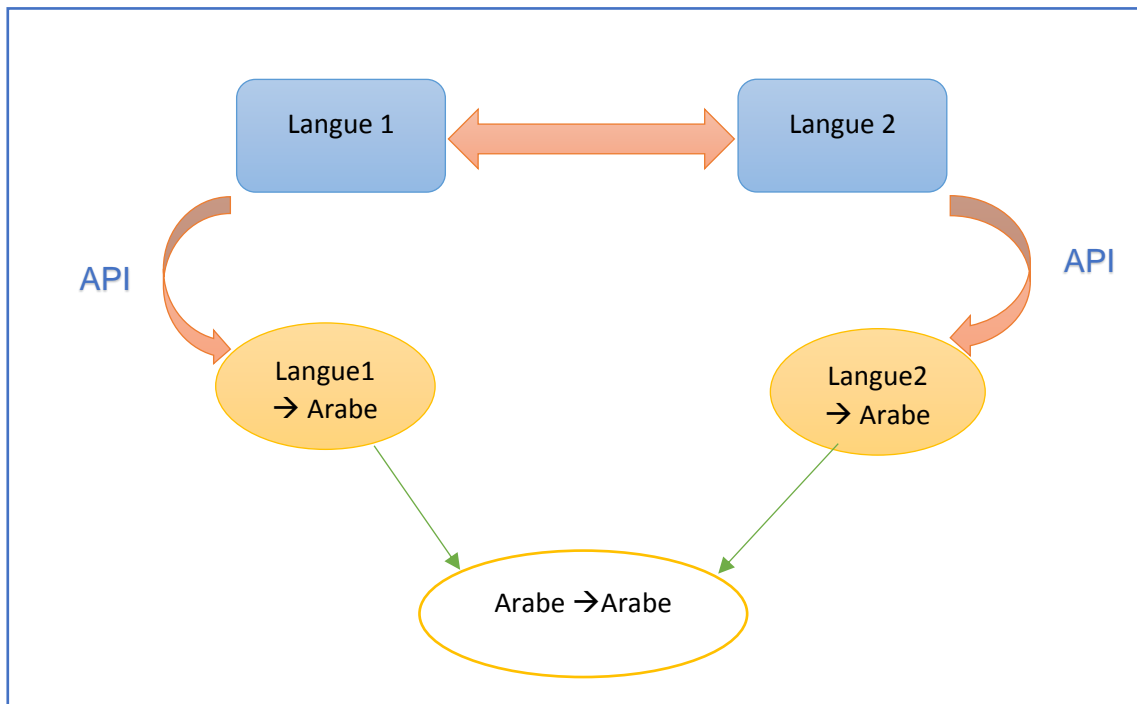 Langue 1
Langue 2
API
API
Langue1
→ Arabe
Langue2
→ Arabe
Arabe →Arabe